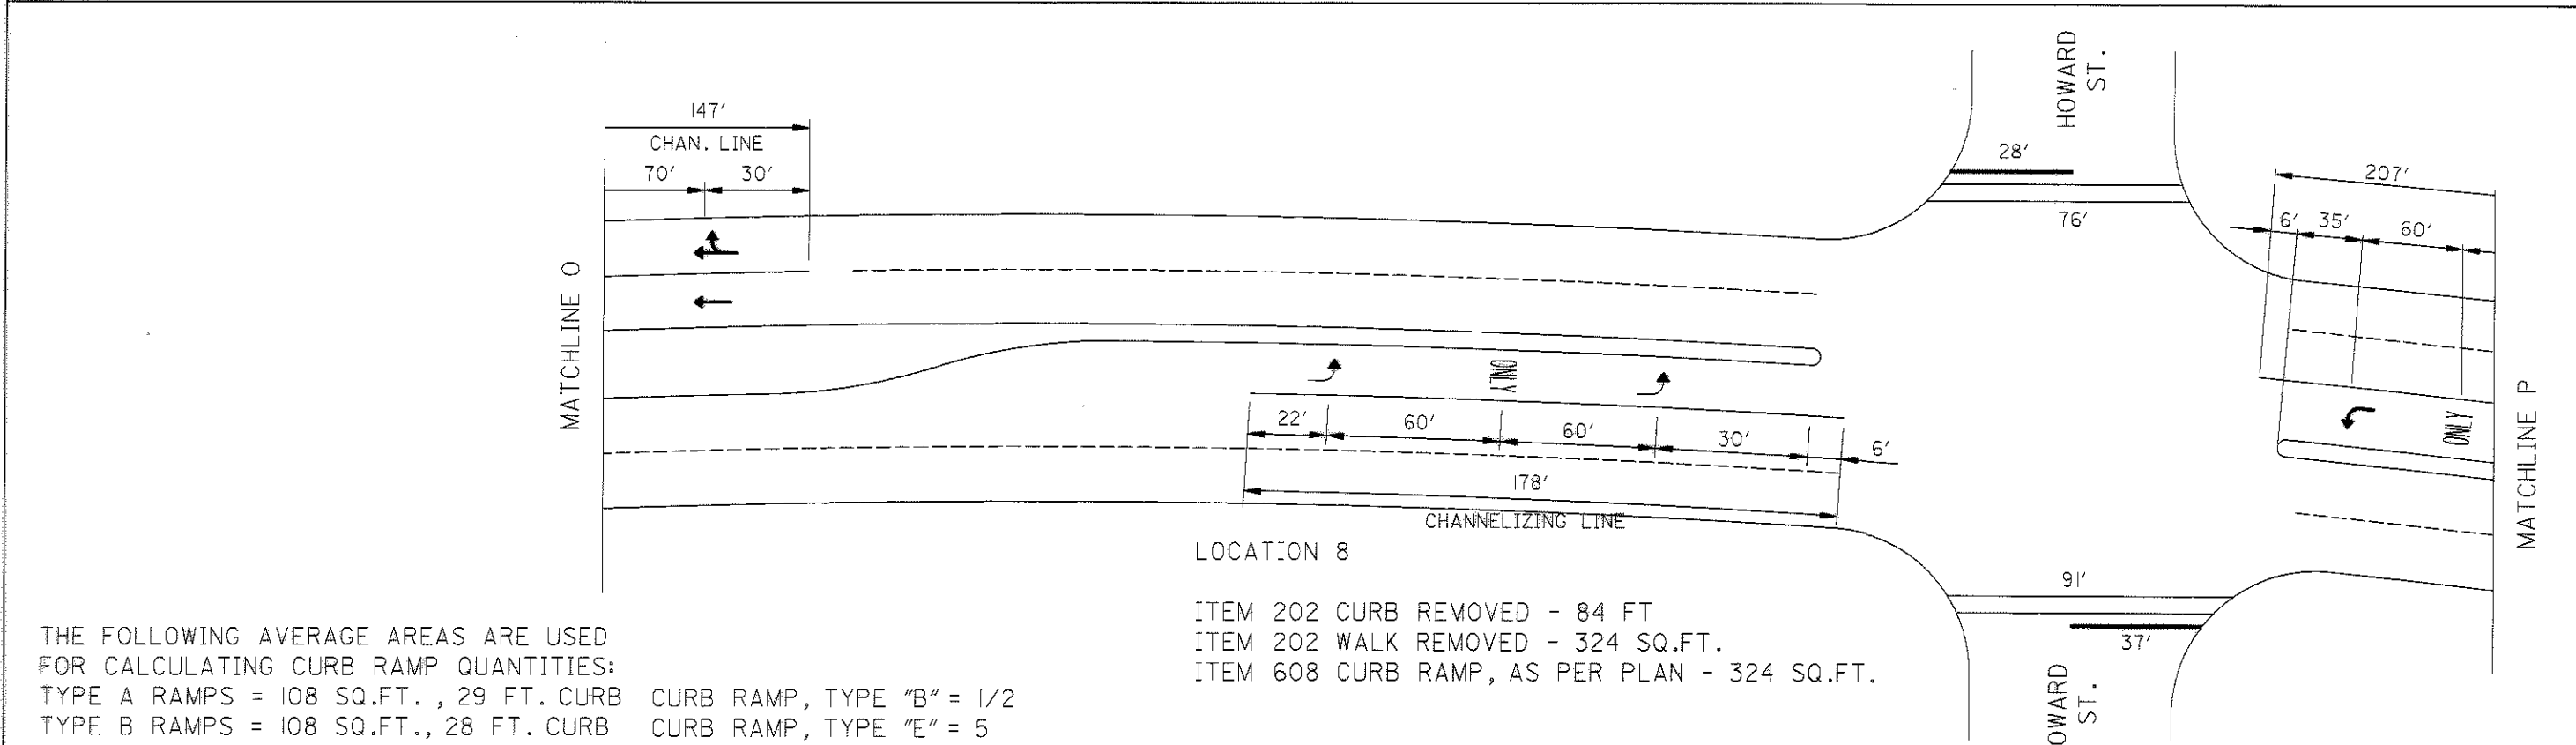 147'
CHAN. LINE
70' 30'
MATCHLINE O
HOWARD
ST.
28'
76'
207'
6' 35' 60'
ONLY
22' 60' 60' 30' 6'
178'
CHANNELIZING LINE
ONLY
MATCHLINE P
91'
37'
OWARD
ST.
LOCATION 8
ITEM 202 CURB REMOVED - 84 FT
ITEM 202 WALK REMOVED - 324 SQ.FT.
ITEM 608 CURB RAMP, AS PER PLAN - 324 SQ.FT.
THE FOLLOWING AVERAGE AREAS ARE USED
FOR CALCULATING CURB RAMP QUANTITIES:
TYPE A RAMPS = 108 SQ.FT. , 29 FT. CURB CURB RAMP, TYPE "B" = 1/2
TYPE B RAMPS = 108 SQ.FT., 28 FT. CURB CURB RAMP, TYPE "E" = 5